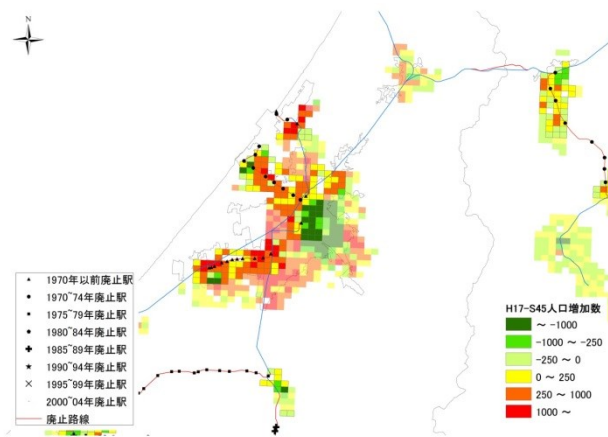 N
1970年以前廃止駅
1970~74年廃止駅
1975~79年廃止駅
1980~84年廃止駅
1985~89年廃止駅
1990~94年廃止駅
1995~99年廃止駅
2000~04年廃止駅
廃止路線
H17-S45人口増加数
～ -1000
-1000 ～ -250
-250 ～ 0
0 ～ 250
250 ～ 1000
1000 ～